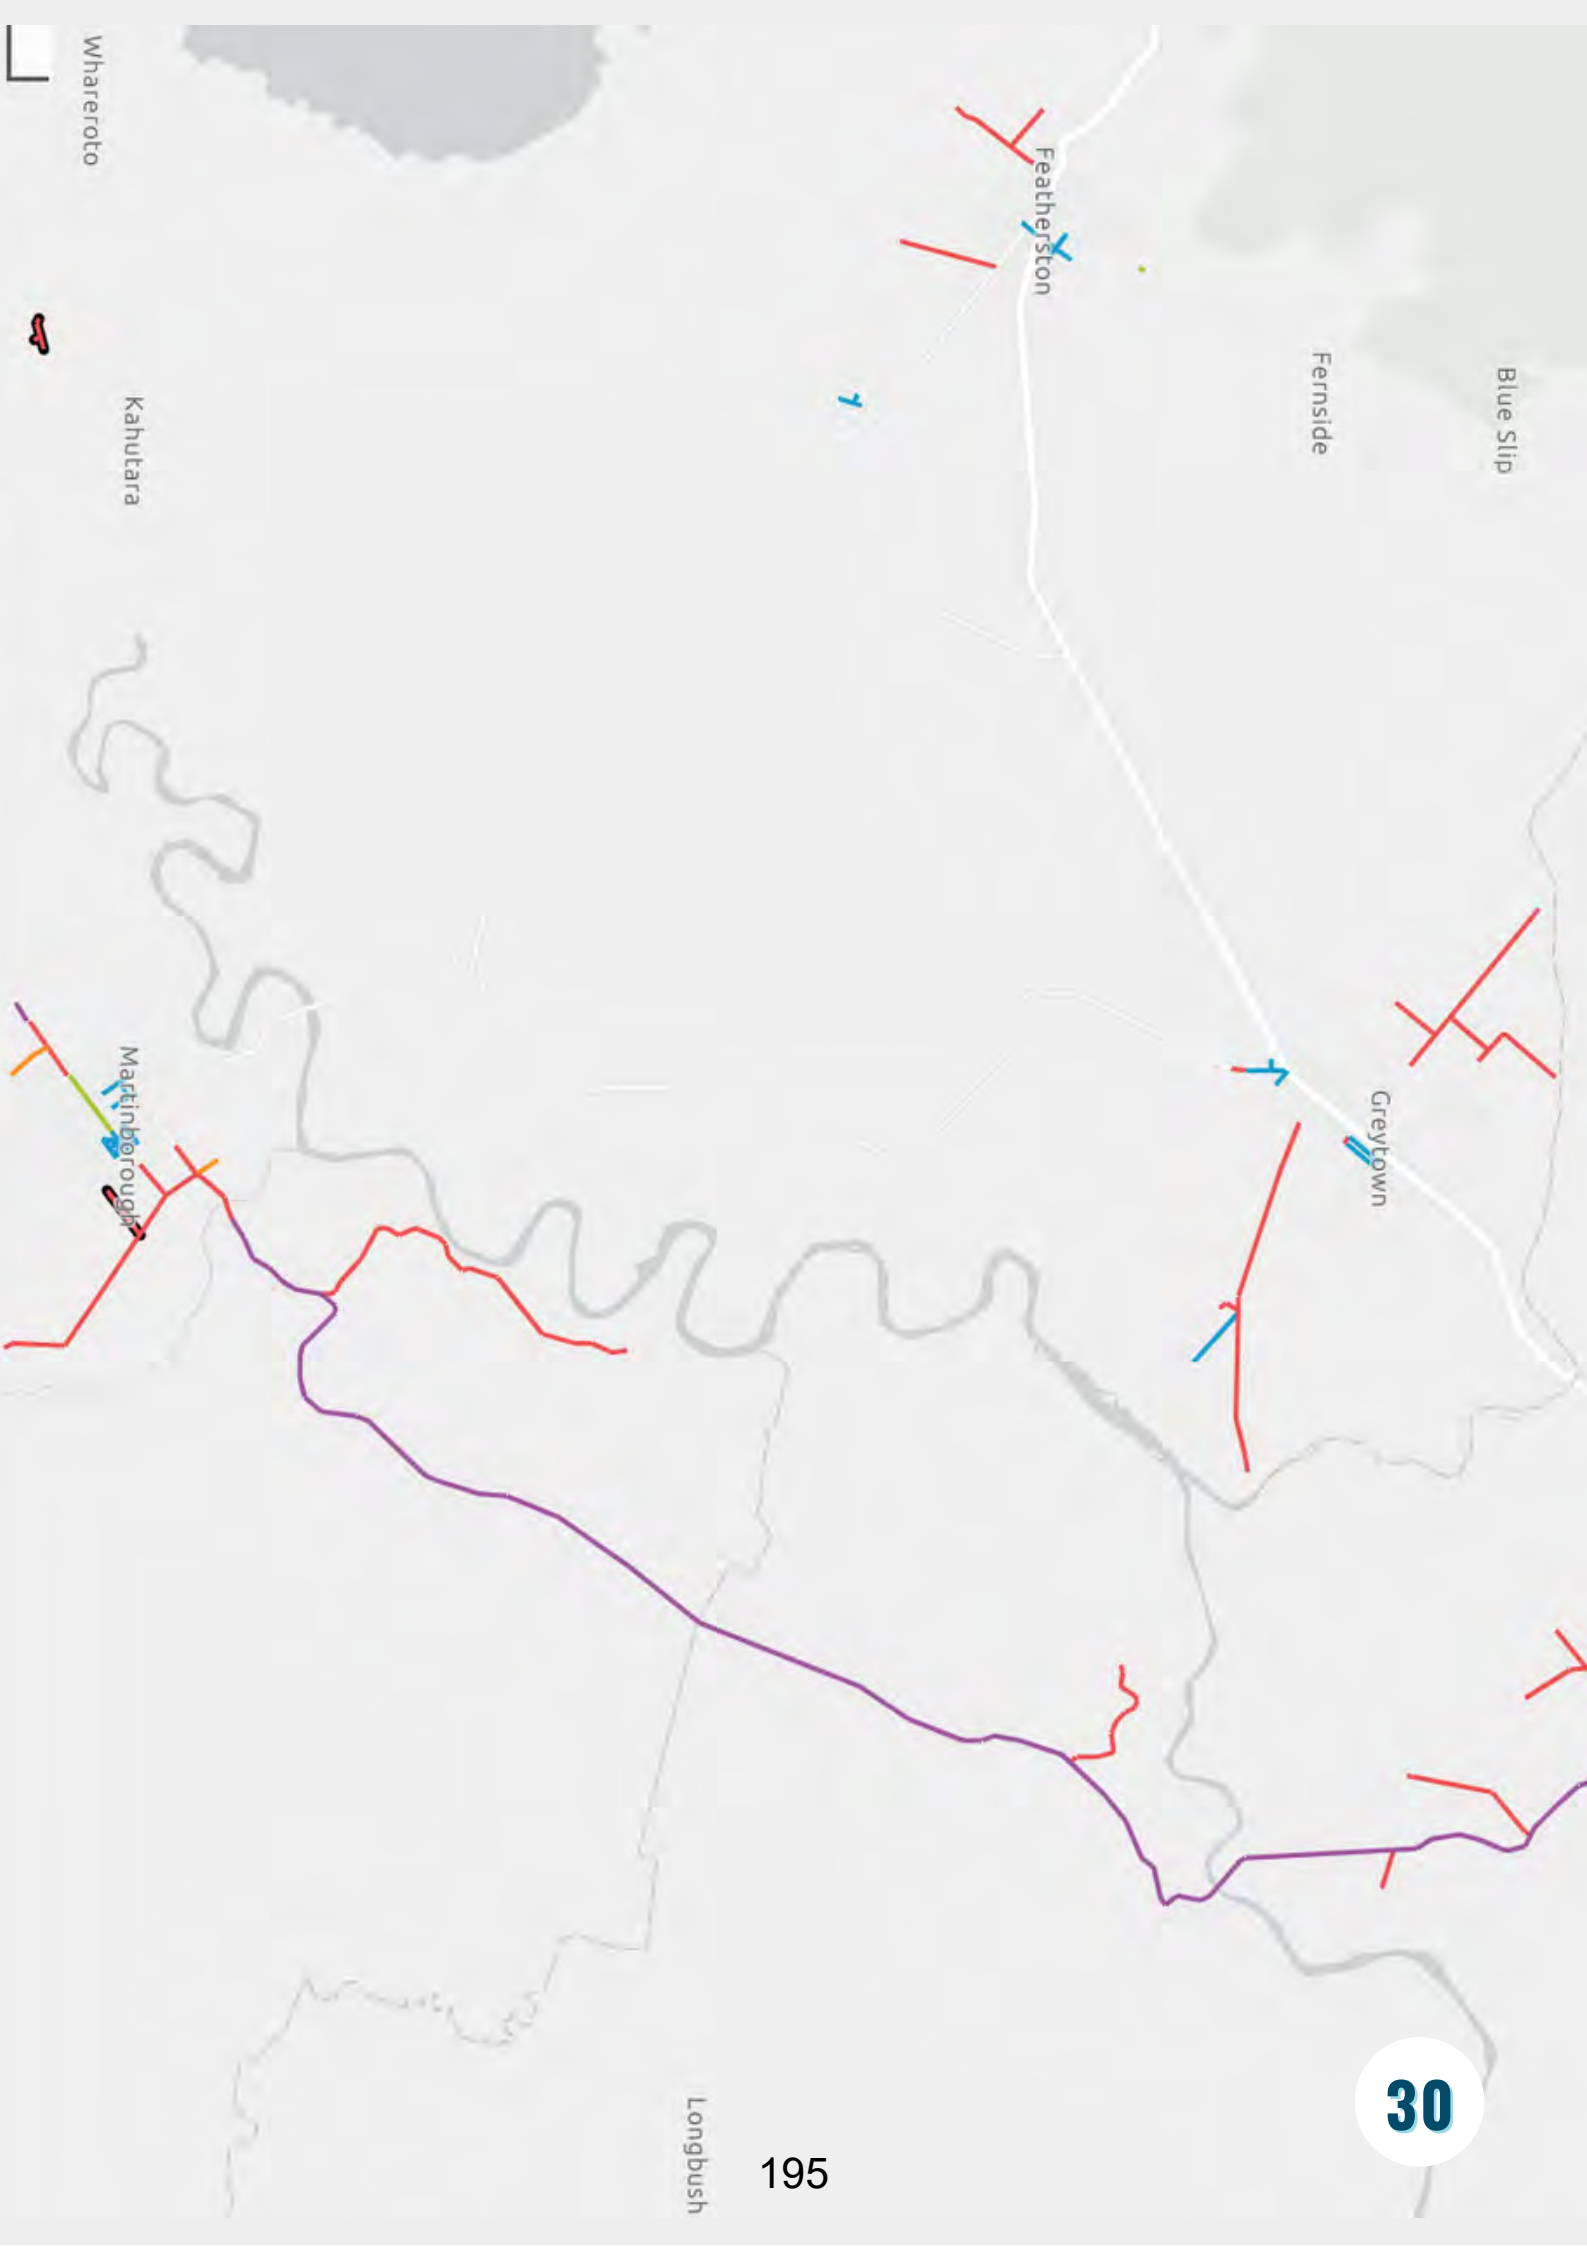 Whareroto
Featherston
Blue Slip
Fernside
Kahutara
Martinborough
Greytown
Longbush
30
195